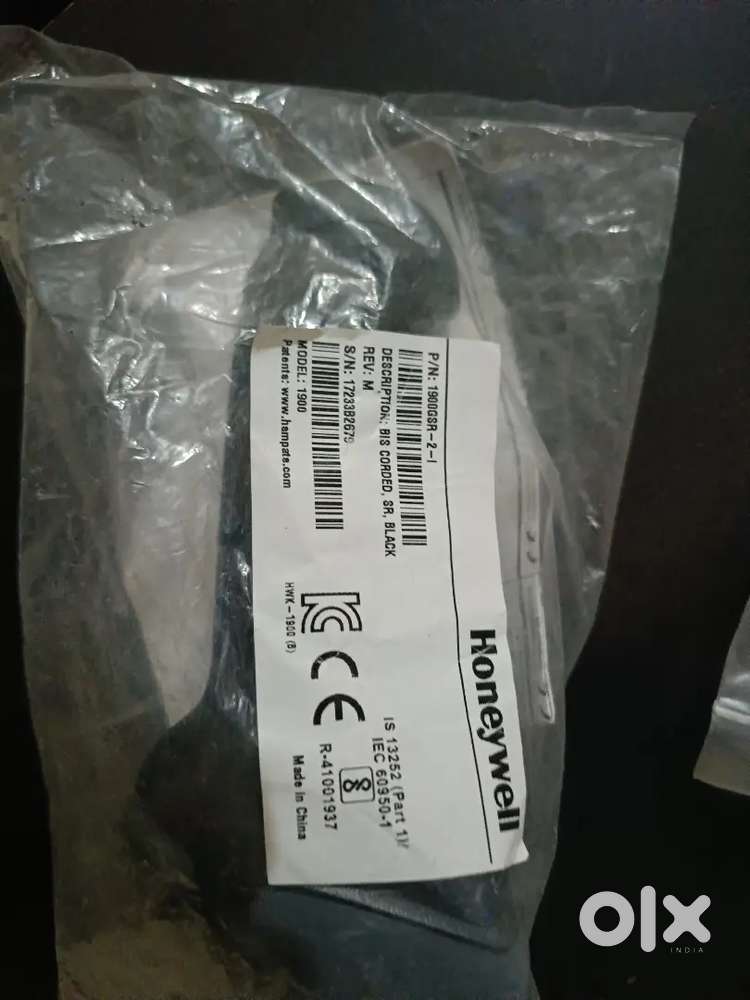 Honeywell
P/N: 1900GSR-2-I
DESCRIPTION: BIS CORDED, SR, BLACK
REV: M
S/N: 1723392679
MODEL: 1900
Patents: www.hsmpats.com
HWK-1900 (B)
IS 13252 (Part 1)/
IEC 60950-1
R-41001937
Made in China
olx
INDIA